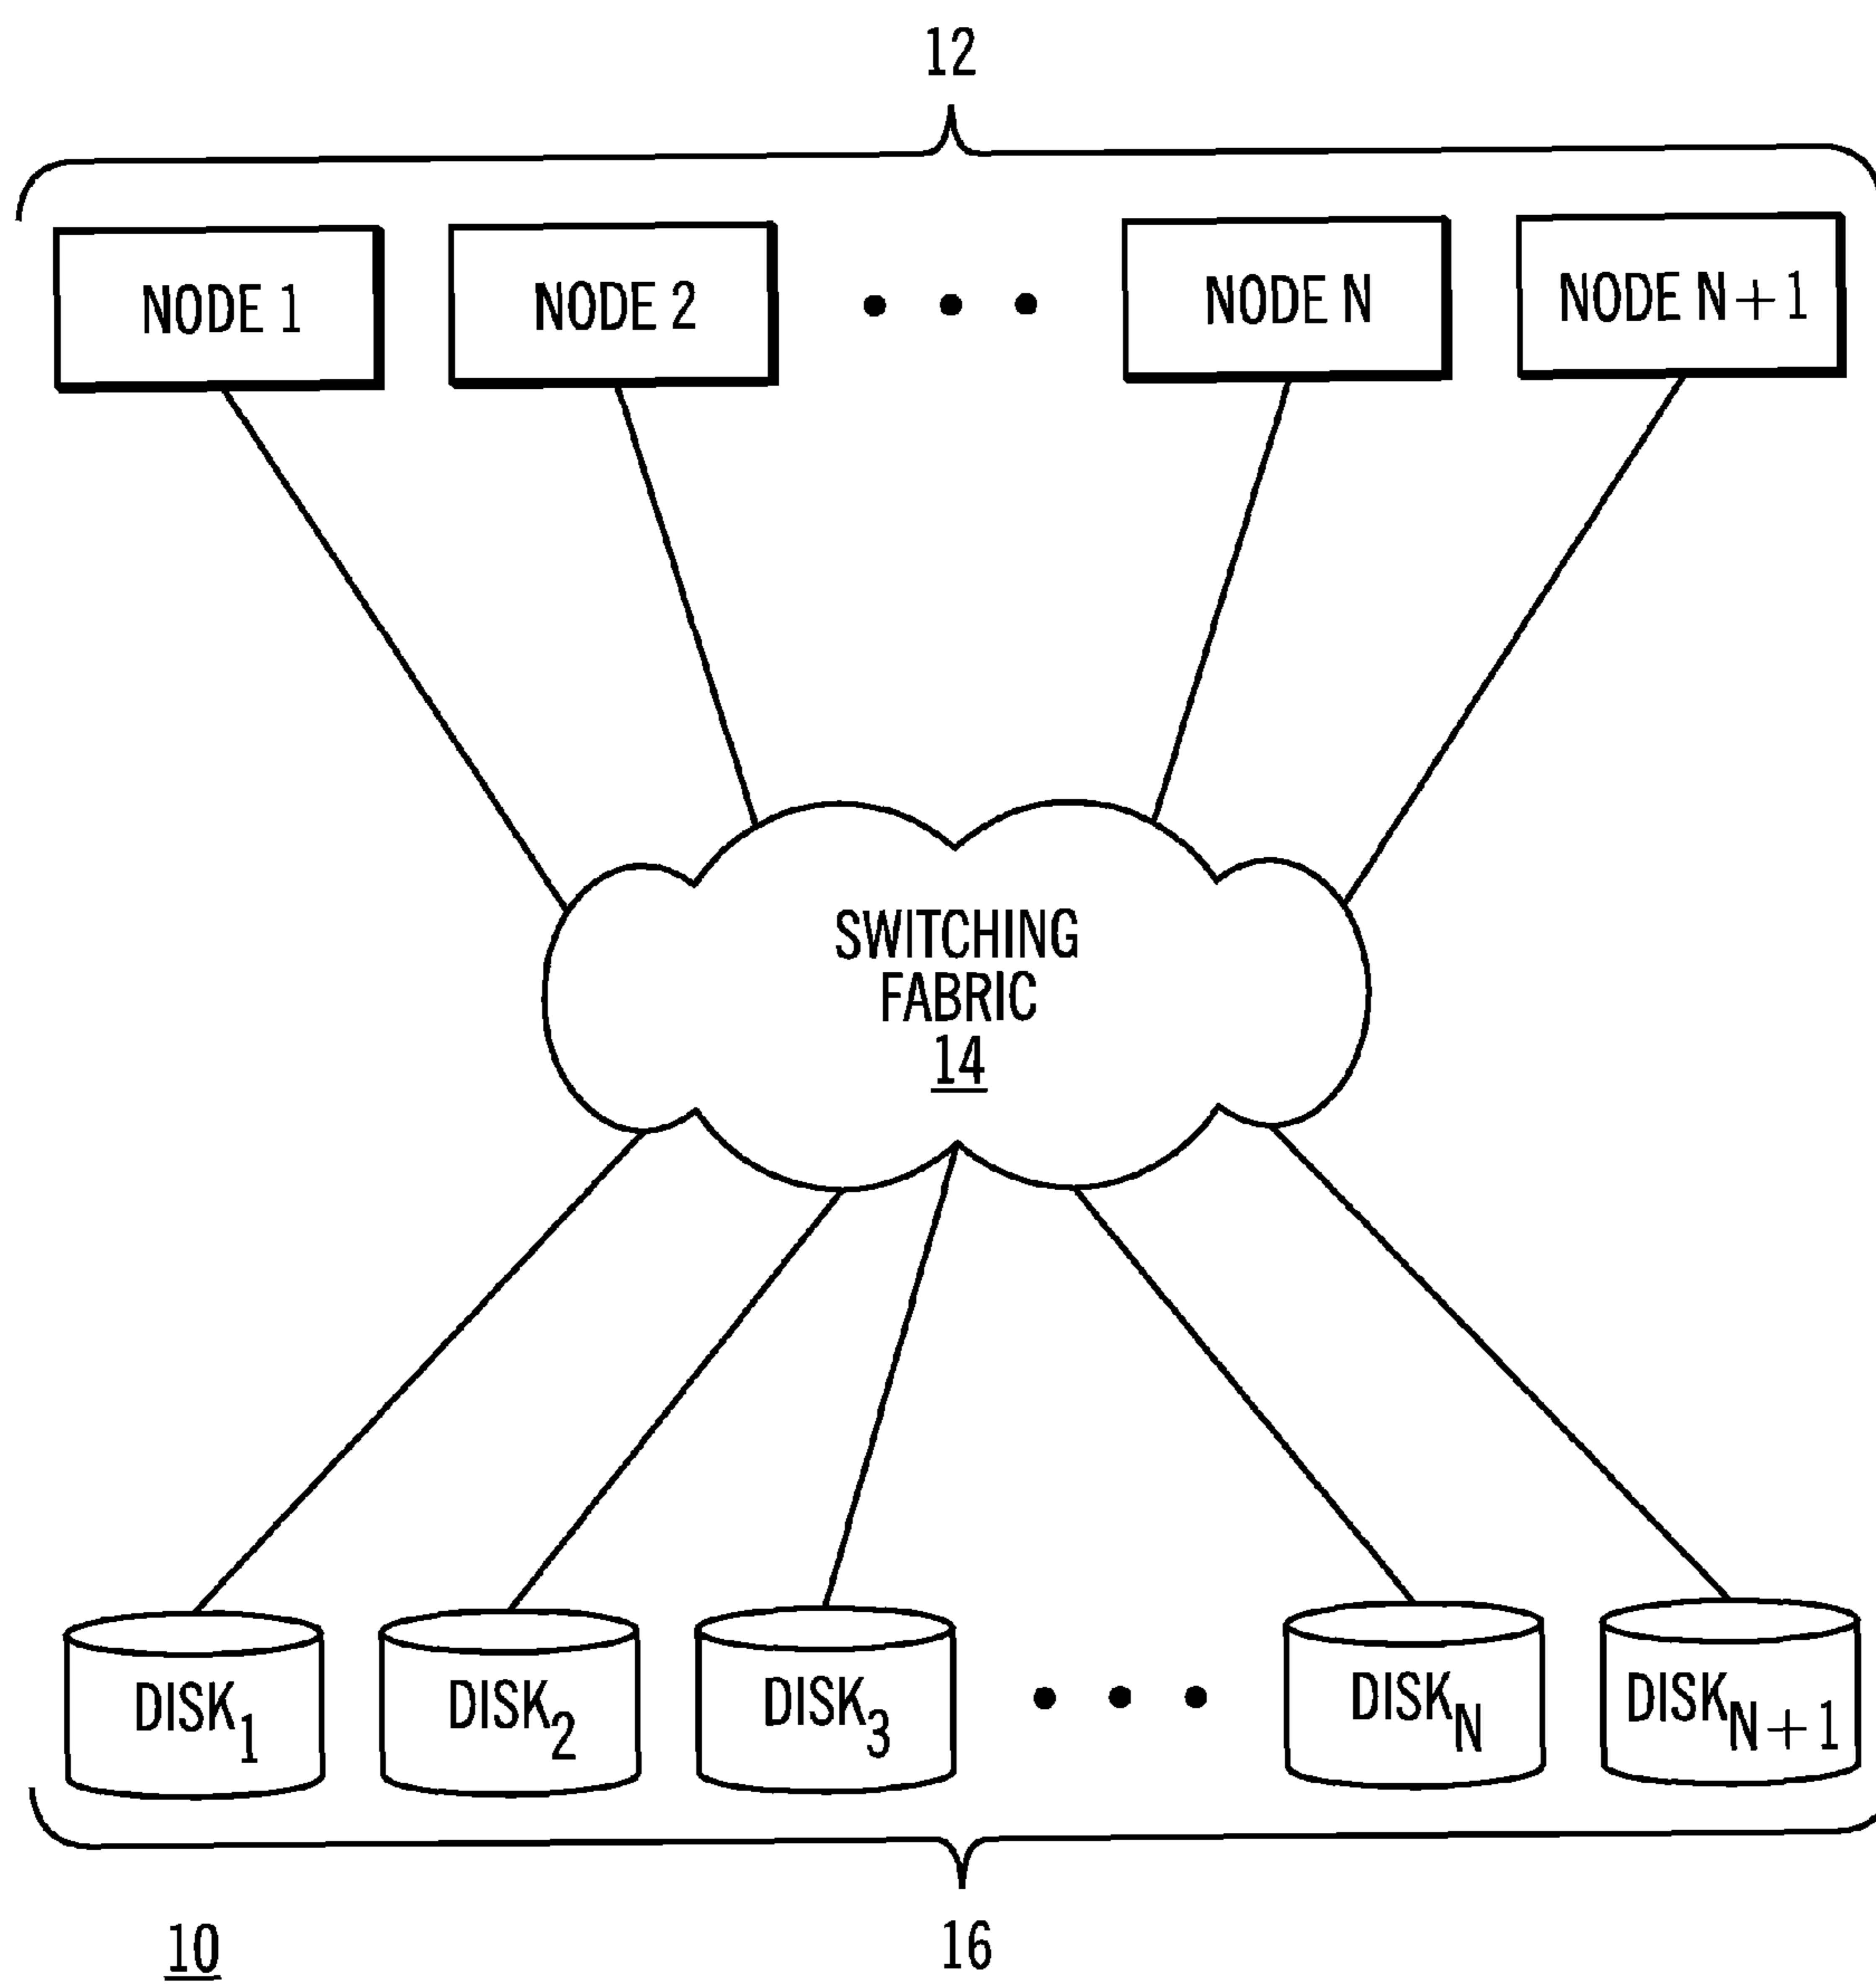 12
NODE 1
NODE 2
NODE N
NODE N+1
SWITCHING
FABRIC
14
DISK1
DISK2
DISK3
DISKN
DISKN+1
10
16